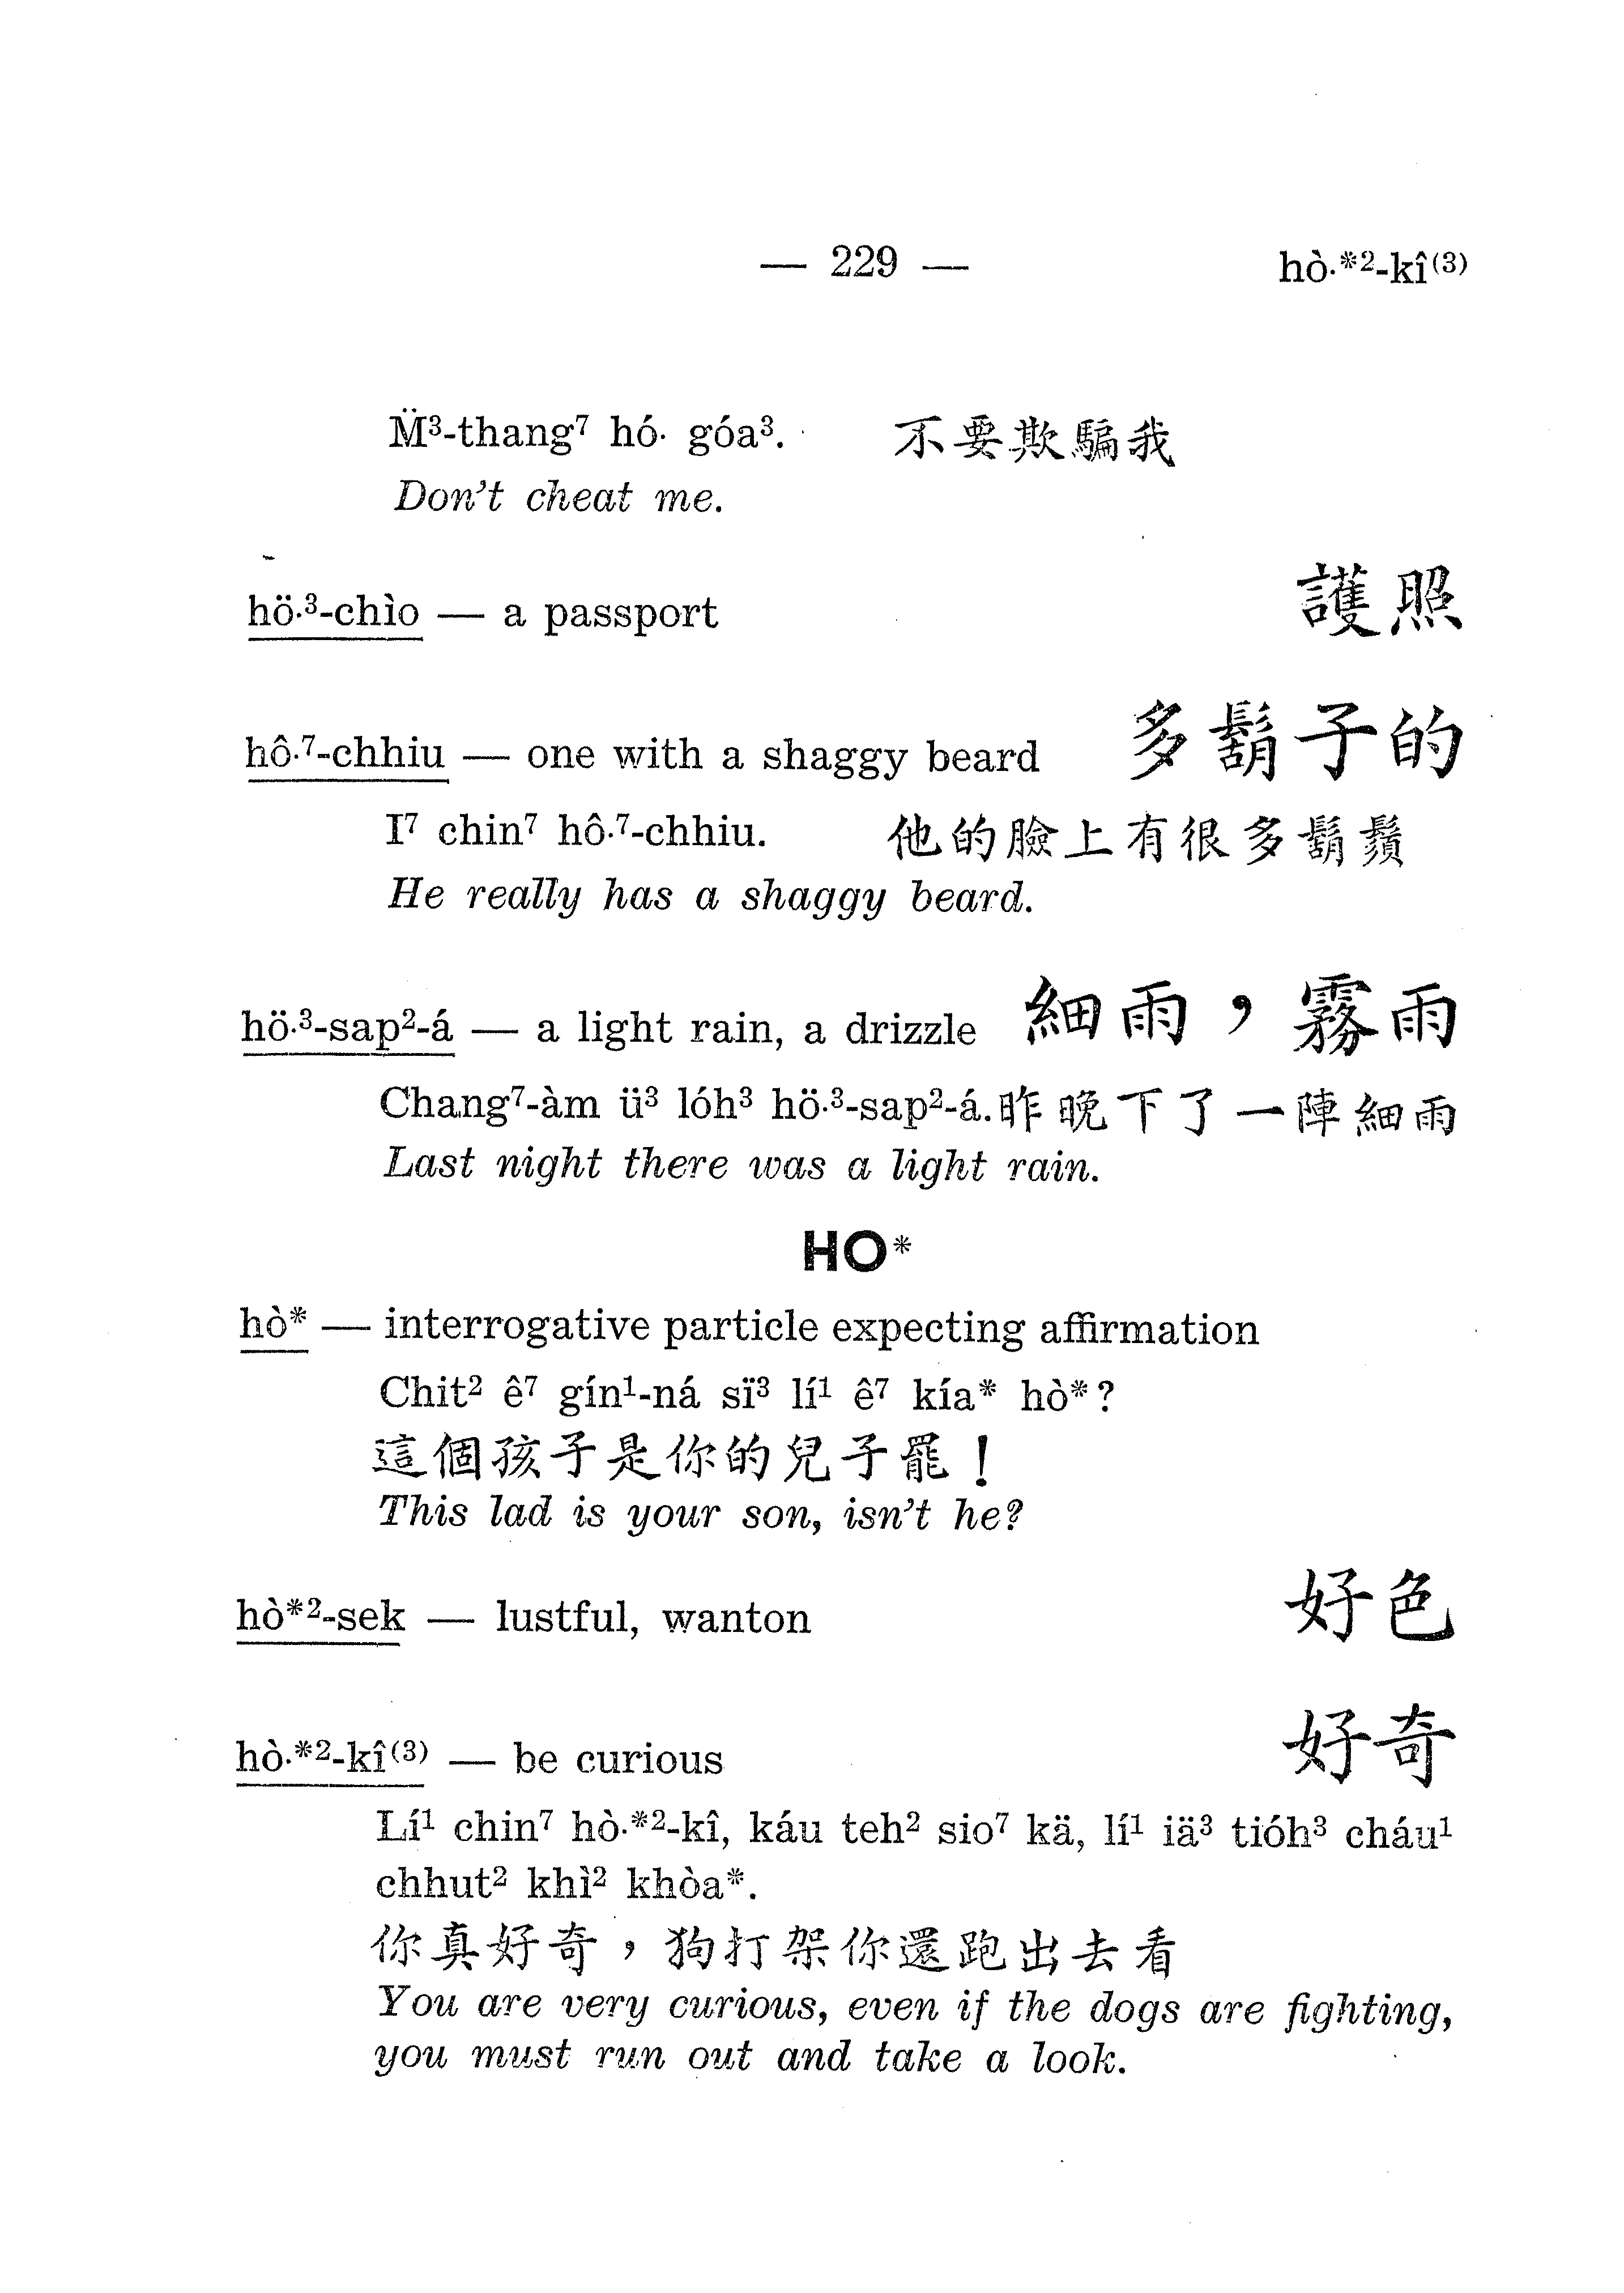 — 229 —
hò·*²-kî⁽³⁾
M̈³-thang⁷ hó· góa³. 不要欺騙我
Don't cheat me.
hö·³-chìo — a passport 護照
hô·⁷-chhiu — one with a shaggy beard 多鬍子的
I⁷ chin⁷ hô·⁷-chhiu. 他的臉上有很多鬍鬚
He really has a shaggy beard.
hö·³-sap²-á — a light rain, a drizzle 細雨，霧雨
Chang⁷-àm ü³ lóh³ hö·³-sap²-á. 昨晚下了一陣細雨
Last night there was a light rain.
HO*
hò* — interrogative particle expecting affirmation
Chit² ê⁷ gín¹-ná sï³ lí¹ ê⁷ kía* hò*?
這個孩子是你的兒子罷！
This lad is your son, isn't he?
hò*²-sek — lustful, wanton 好色
hò·*²-kî⁽³⁾ — be curious 好奇
Lí¹ chin⁷ hò·*²-kî, káu teh² sio⁷ kä, lí¹ iä³ tióh³ cháu¹
chhut² khì² khòa*.
你真好奇，狗打架你還跑出去看
You are very curious, even if the dogs are fighting,
you must run out and take a look.